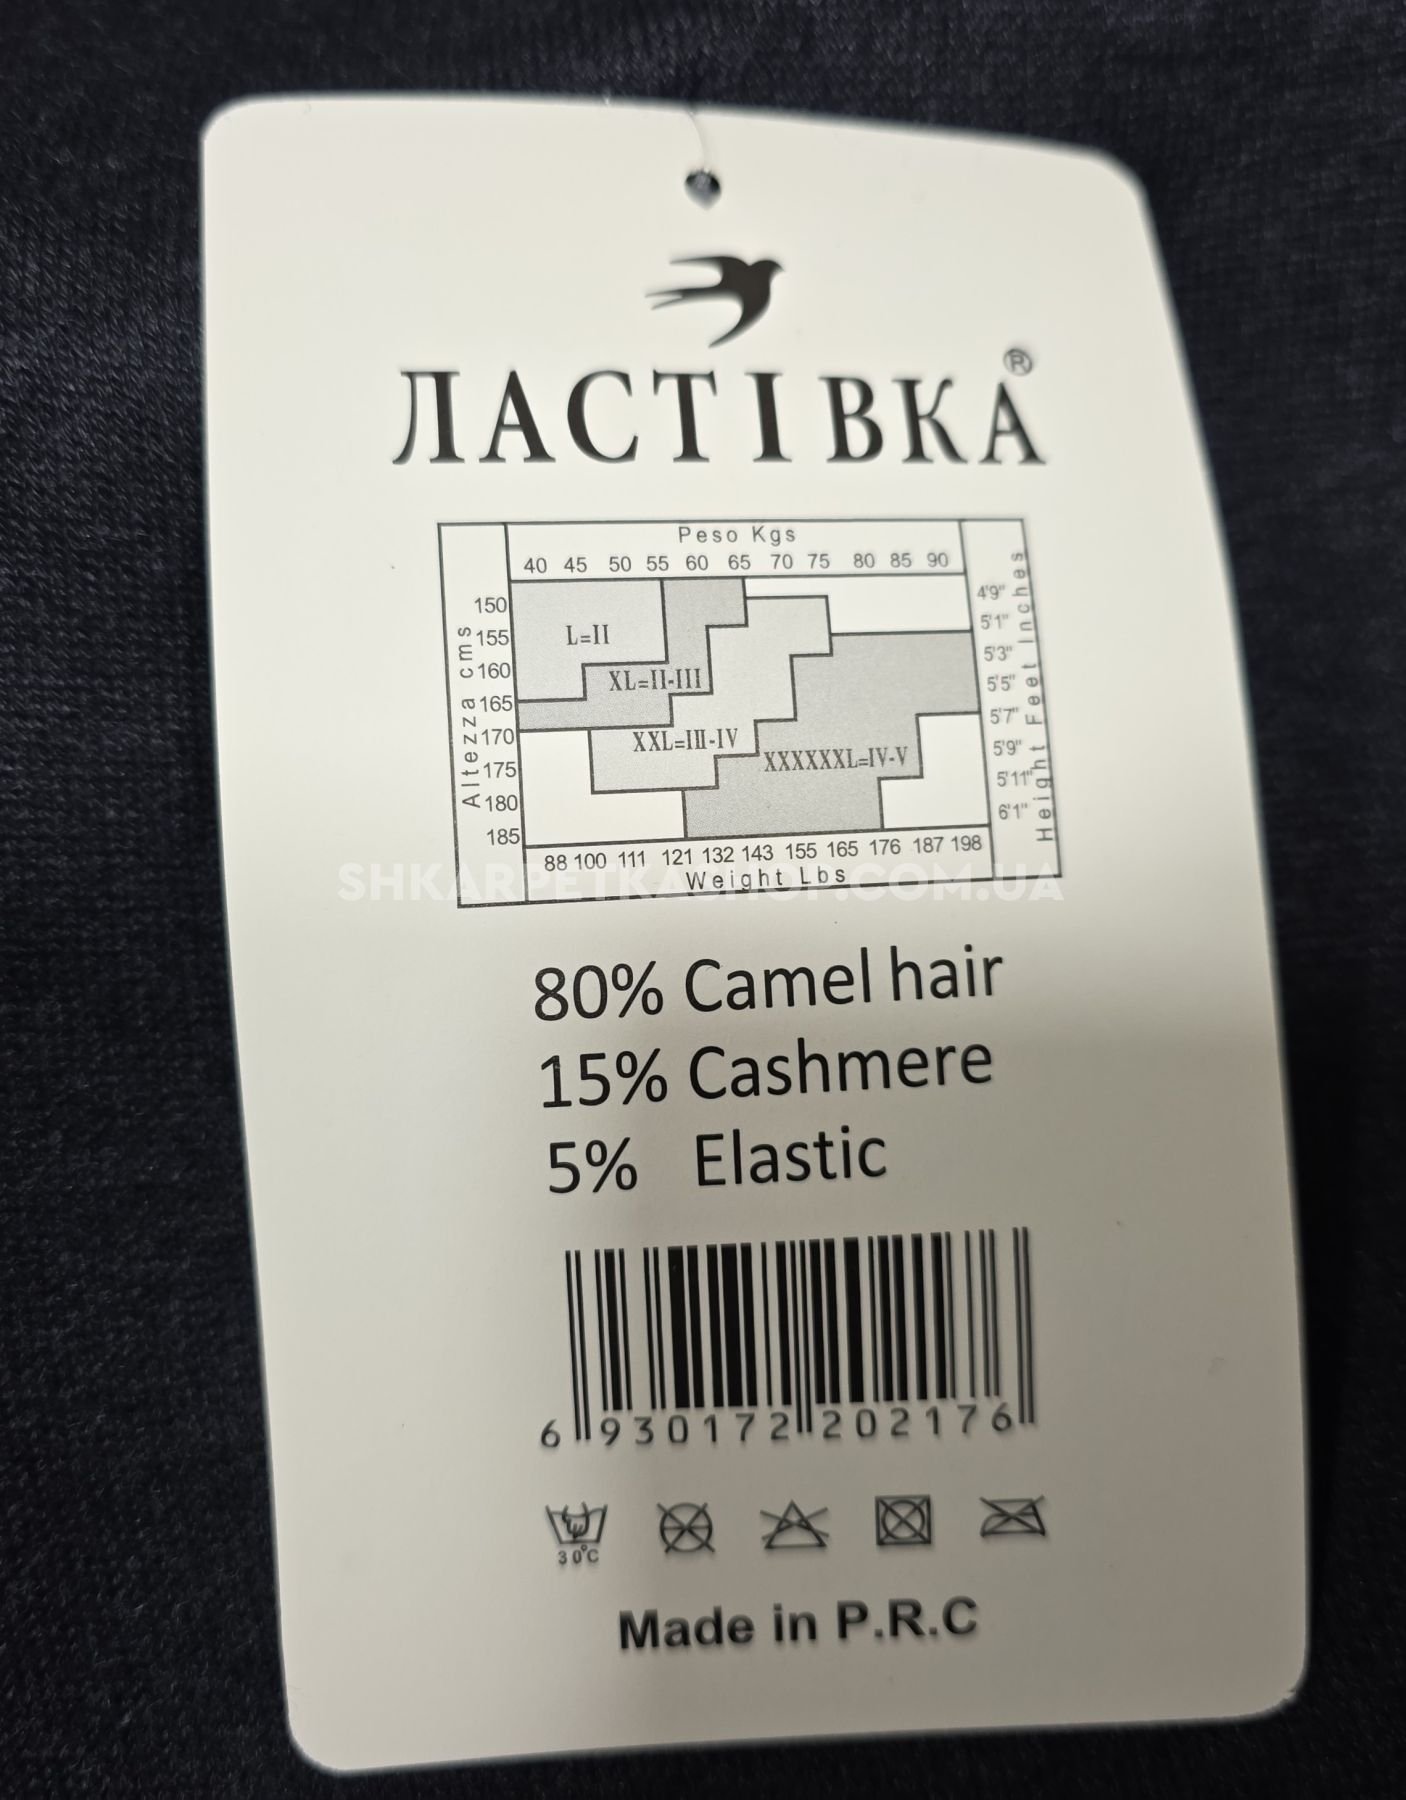 ЛАСТІВКА®
Peso Kgs
40 45 50 55 60 65 70 75 80 85 90
Altezza cms
150
155
160
165
170
175
180
185
L=II
XL=II-III
XXL=III-IV
XXXXXXL=IV-V
4'9"
5'1"
5'3"
5'5"
5'7"
5'9"
5'11"
6'1"
Height Feet Inches
88 100 111 121 132 143 155 165 176 187 198
Weight Lbs
SHKARPETKASHOP.COM.UA
80% Camel hair
15% Cashmere
5% Elastic
6 930172 202176
30°C
Made in P.R.C